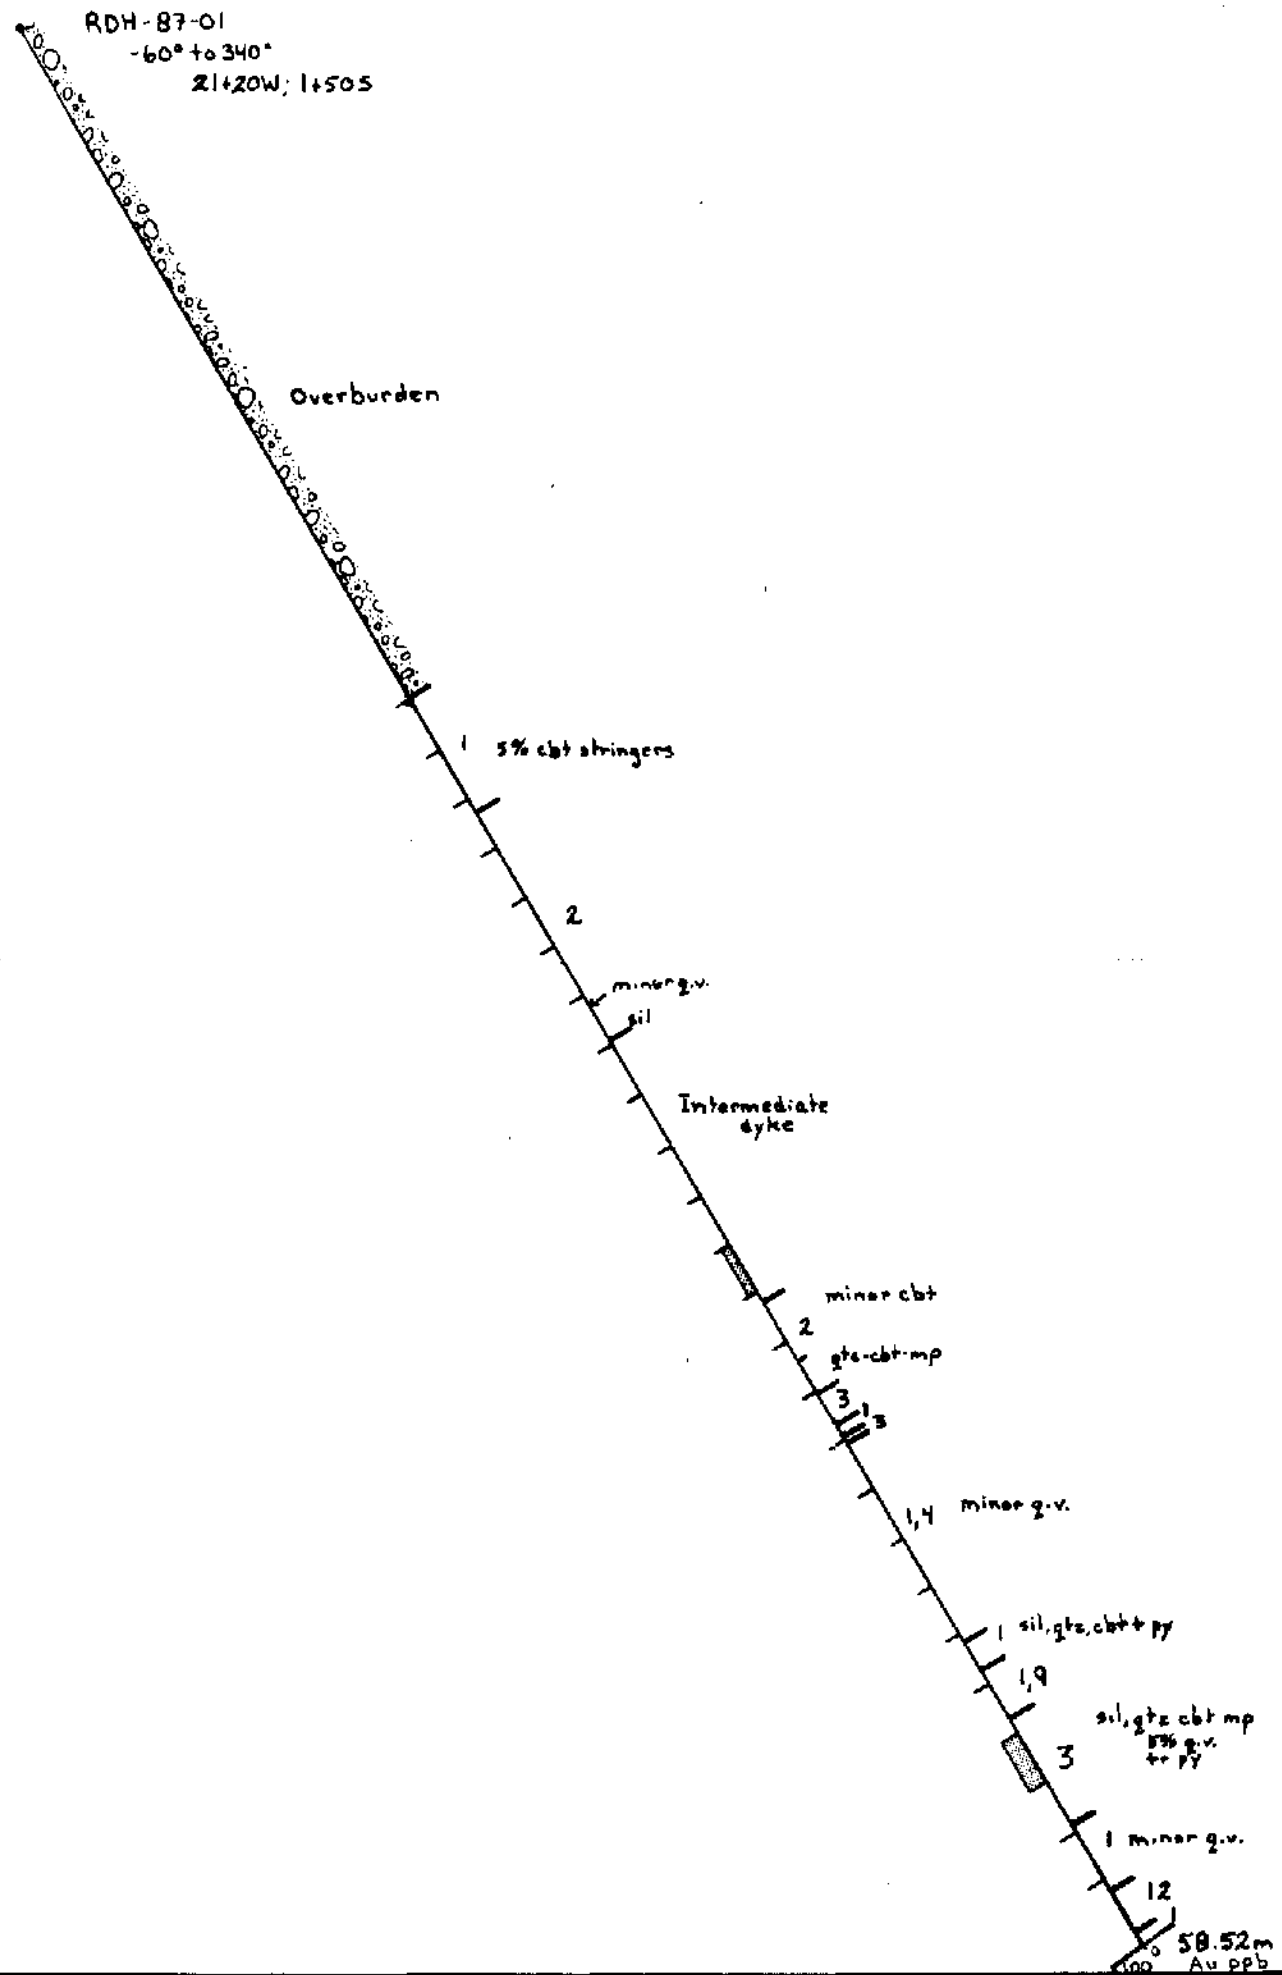 RDH-87-01
-60° to 340°
21+20W; 1+50S
Overburden
1 5% cbt stringers
2
minor q.v.
sil
Intermediate
dyke
minor cbt
2
qtz-cbt-mp
3
1
3
1,4 minor q.v.
1 sil, qtz, cbt + py
1,9
sil, qtz cbt mp
5% q.v.
3 tr py
1 minor q.v.
12
58.52m
0
100 Au ppb